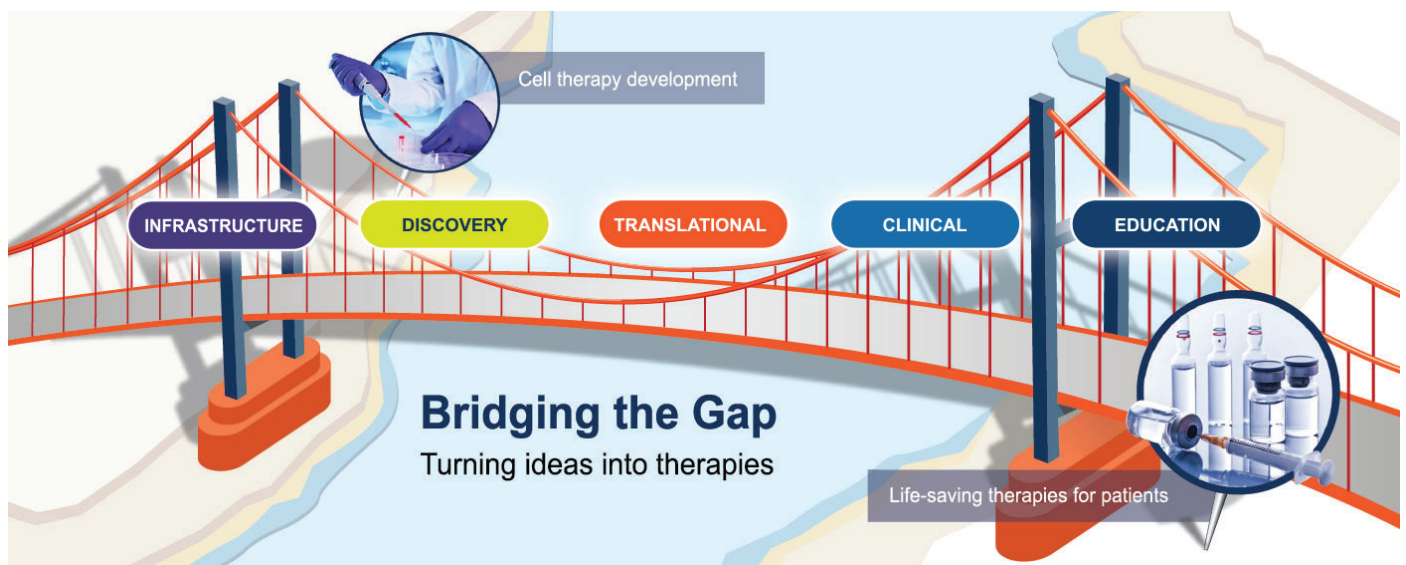 Cell therapy development
INFRASTRUCTURE
DISCOVERY
TRANSLATIONAL
CLINICAL
EDUCATION
Bridging the Gap
Turning ideas into therapies
Life-saving therapies for patients